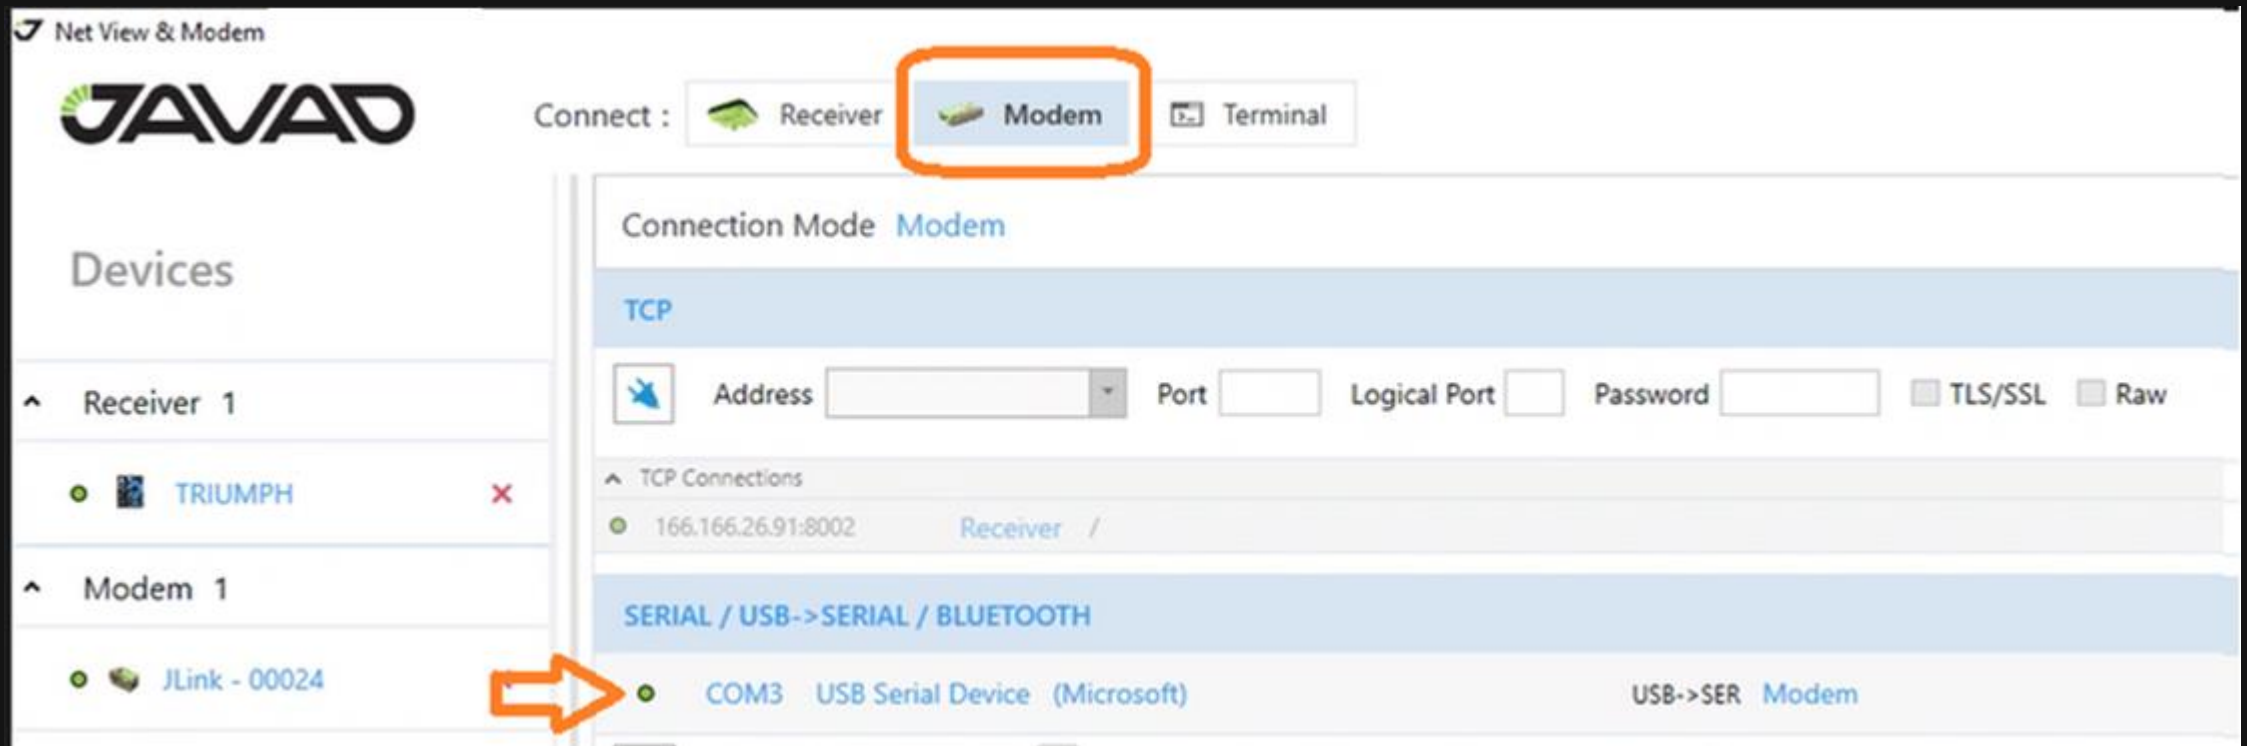 Net View & Modem
JAVAD
Connect : Receiver Modem Terminal
Devices
Receiver 1
TRIUMPH
Modem 1
JLink - 00024
Connection Mode Modem
TCP
Address Port Logical Port Password TLS/SSL Raw
TCP Connections
166.166.26.91:8002 Receiver /
SERIAL / USB->SERIAL / BLUETOOTH
COM3 USB Serial Device (Microsoft) USB->SER Modem